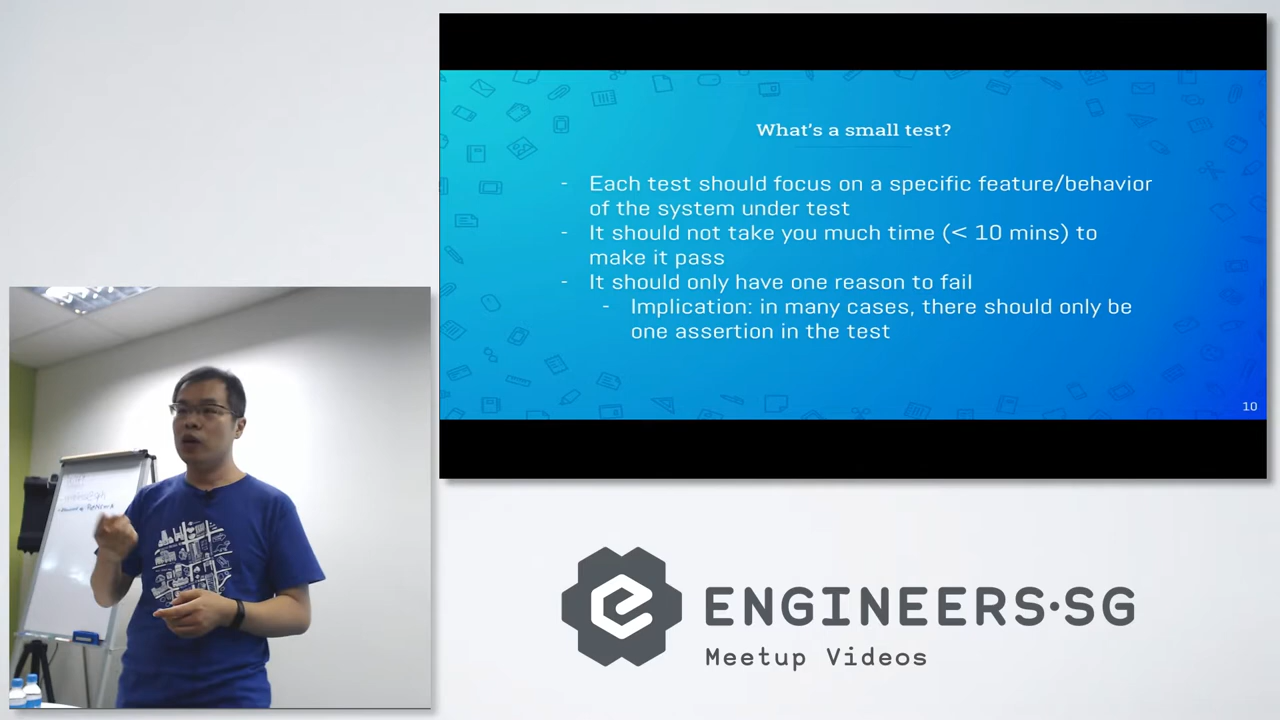 What's a small test?
- Each test should focus on a specific feature/behavior
of the system under test
- It should not take you much time (< 10 mins) to
make it pass
- It should only have one reason to fail
- Implication: in many cases, there should only be
one assertion in the test
10
ENGINEERS·SG
Meetup Videos